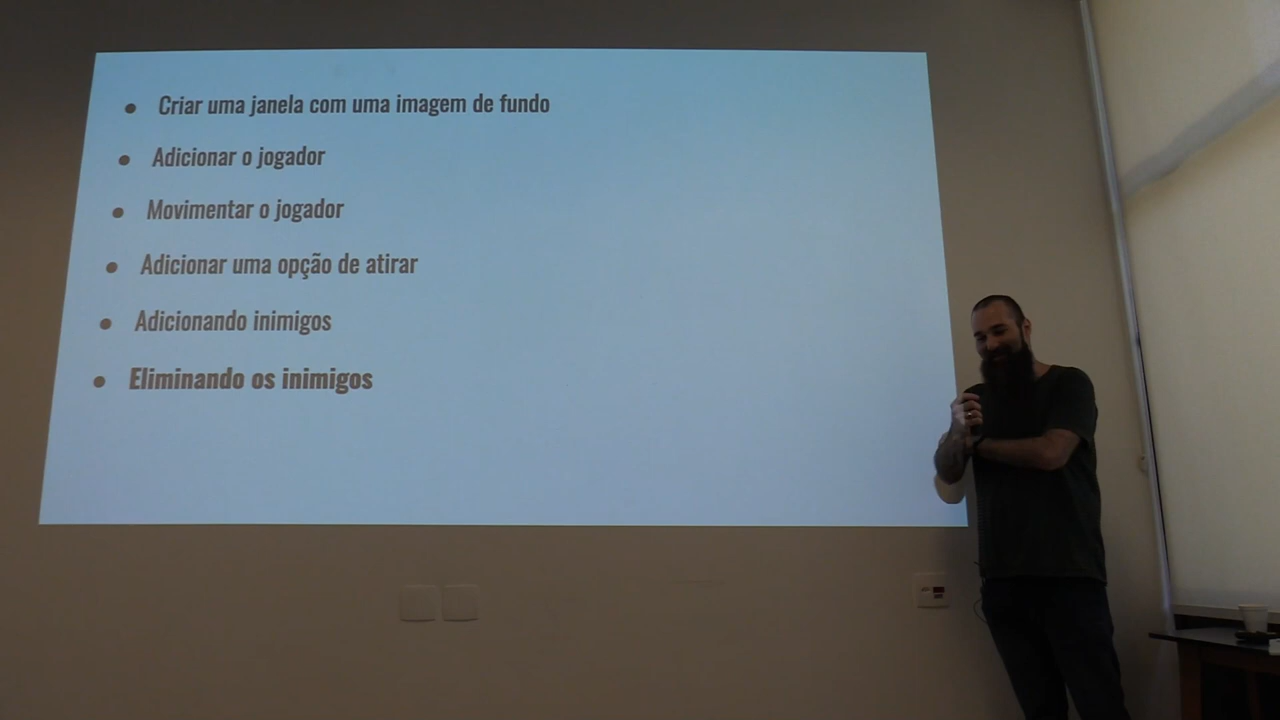 Criar uma janela com uma imagem de fundo
Adicionar o jogador
Movimentar o jogador
Adicionar uma opção de atirar
Adicionando inimigos
Eliminando os inimigos